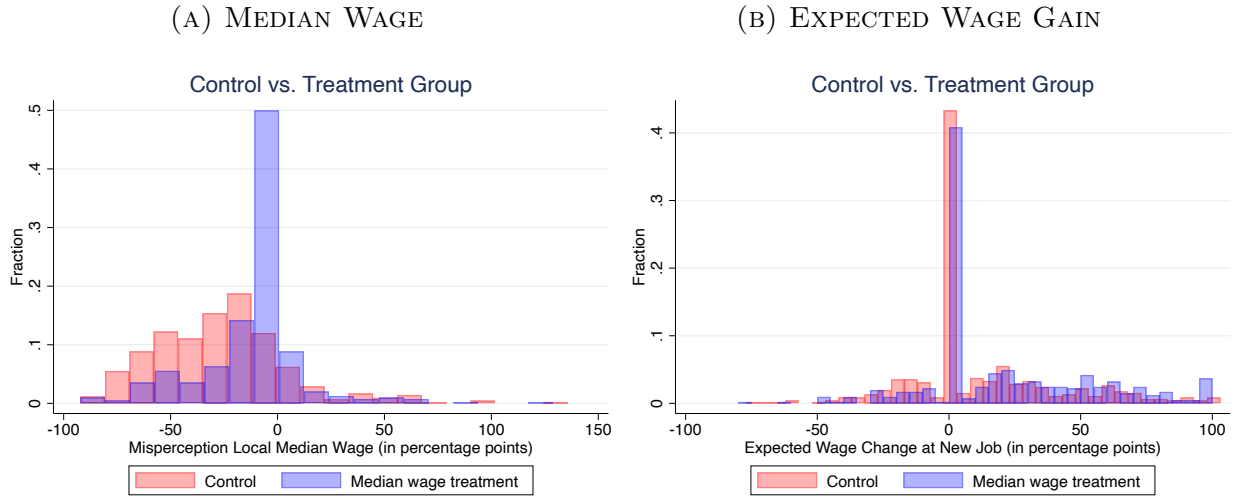 (A) MEDIAN WAGE
Control vs. Treatment Group
Fraction
.5
.4
.3
.2
.1
0
-100
-50
0
50
100
150
Misperception Local Median Wage (in percentage points)
Control
Median wage treatment
(B) EXPECTED WAGE GAIN
Control vs. Treatment Group
Fraction
.4
.3
.2
.1
0
-100
-50
0
50
100
Expected Wage Change at New Job (in percentage points)
Control
Median wage treatment